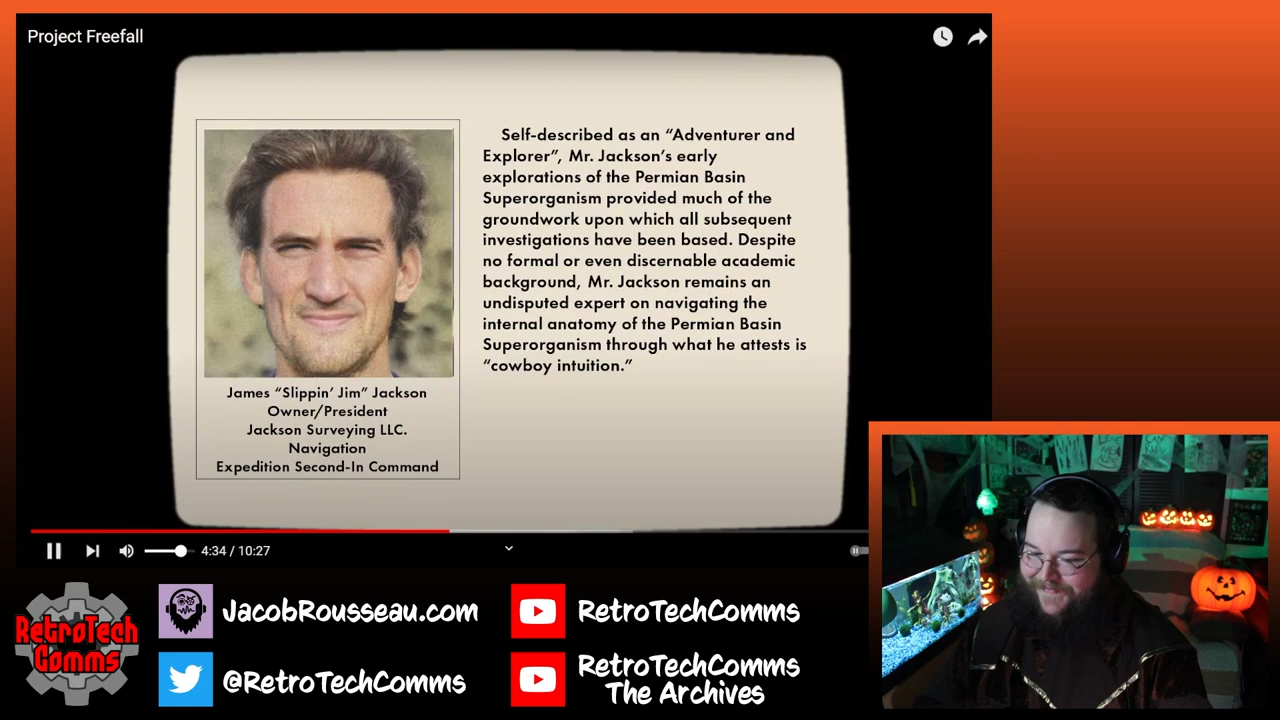 Project Freefall
Self-described as an “Adventurer and
Explorer”, Mr. Jackson’s early
explorations of the Permian Basin
Superorganism provided much of the
groundwork upon which all subsequent
investigations have been based. Despite
no formal or even discernable academic
background, Mr. Jackson remains an
undisputed expert on navigating the
internal anatomy of the Permian Basin
Superorganism through what he attests is
“cowboy intuition.”
James “Slippin’ Jim” Jackson
Owner/President
Jackson Surveying LLC.
Navigation
Expedition Second-In Command
4:34 / 10:27
RetroTech
Comms
JacobRousseau.com
@RetroTechComms
RetroTechComms
RetroTechComms
The Archives